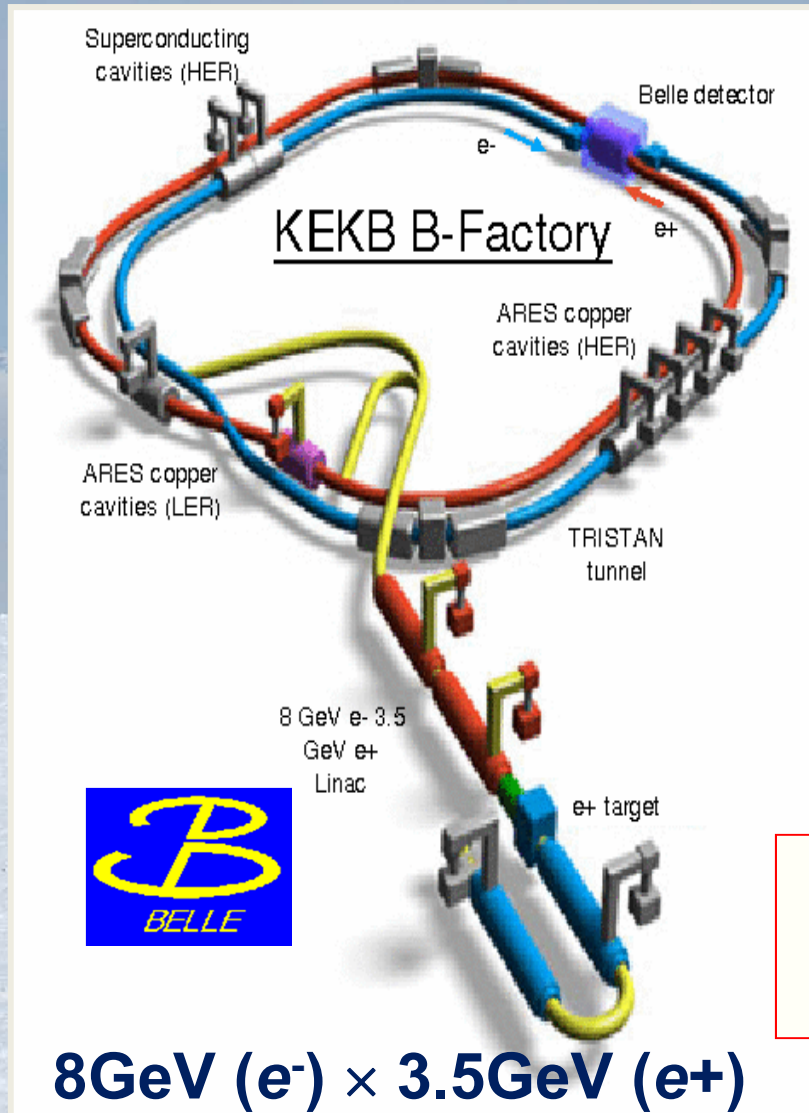 Superconducting
cavities (HER)
Belle detector
e-
e+
KEKB B-Factory
ARES copper
cavities (HER)
ARES copper
cavities (LER)
TRISTAN
tunnel
8 GeV e- 3.5
GeV e+
Linac
e+ target
B
BELLE
8GeV (e-) × 3.5GeV (e+)